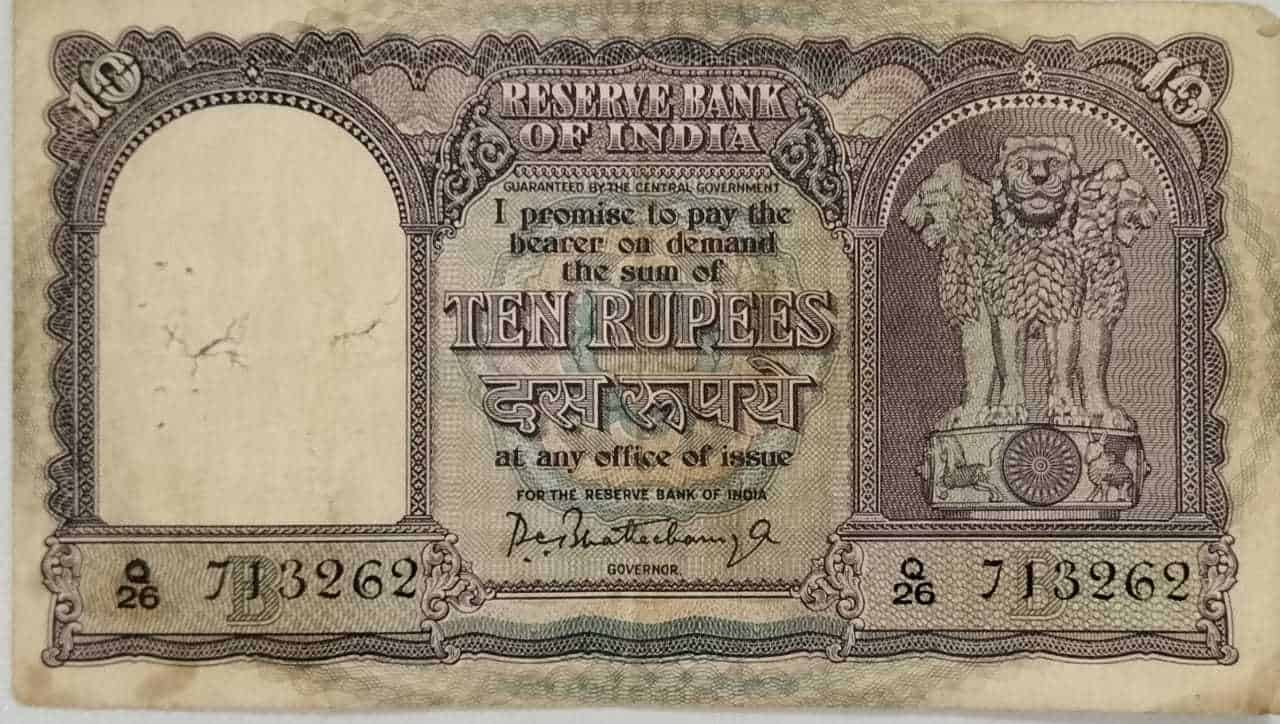 10
10
RESERVE BANK
OF INDIA
GUARANTEED BY THE CENTRAL GOVERNMENT
I promise to pay the
bearer on demand
the sum of
TEN RUPEES
दस रूपये
at any office of issue
FOR THE RESERVE BANK OF INDIA
P.C. Bhattacharyya
GOVERNOR.
Q
26 713262
B
Q
26 713262
B